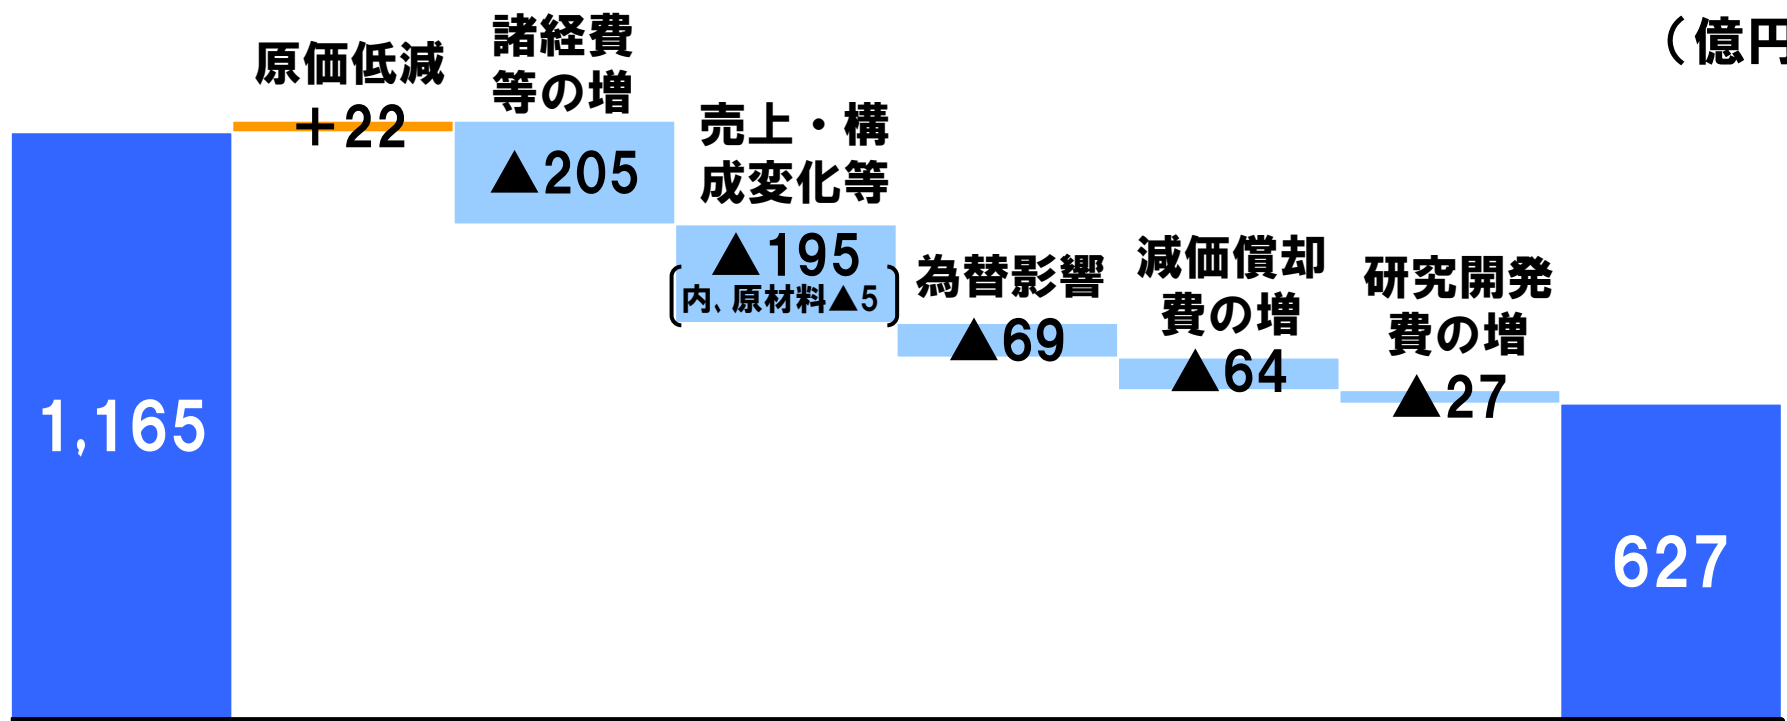 （億円
原価低減
＋22
諸経費
等の増
▲205
売上・構
成変化等
▲195
内、原材料▲5
為替影響
▲69
減価償却
費の増
▲64
研究開発
費の増
▲27
1,165
627